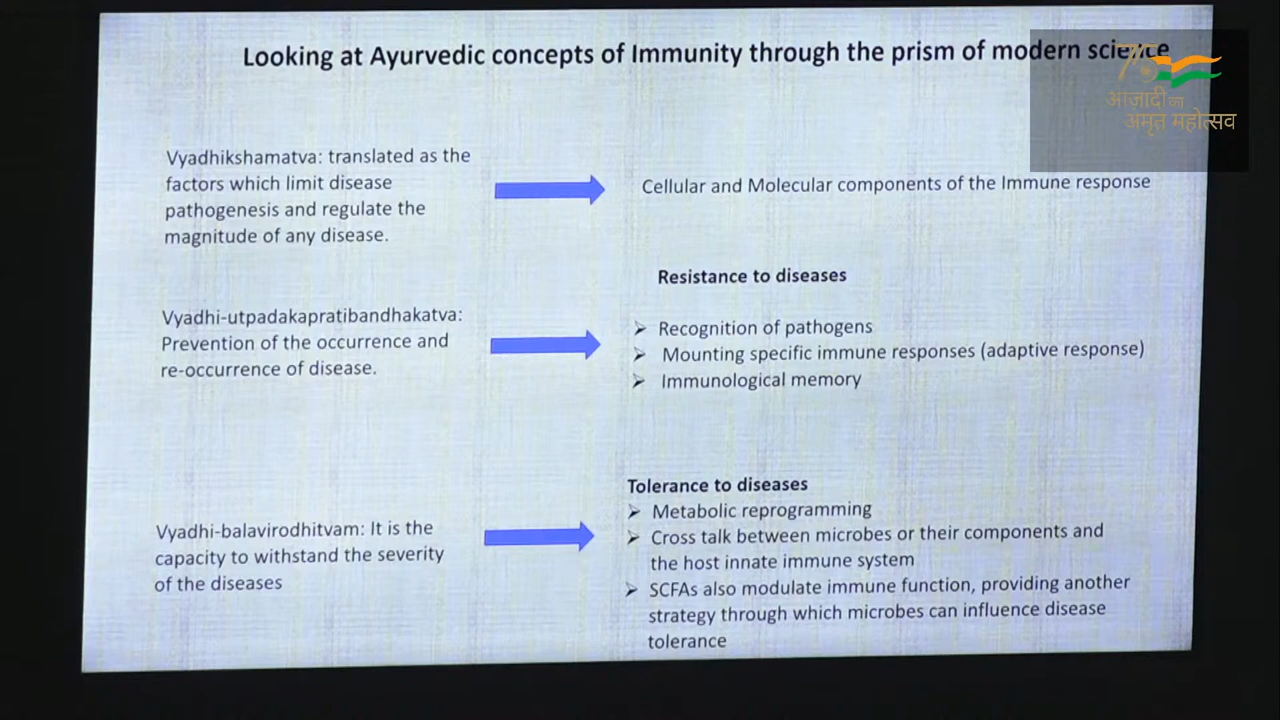 Looking at Ayurvedic concepts of Immunity through the prism of modern science
75
आज़ादी का
अमृत महोत्सव
Vyadhikshamatva: translated as the
factors which limit disease
pathogenesis and regulate the
magnitude of any disease.
Cellular and Molecular components of the Immune response
Resistance to diseases
Vyadhi-utpadakapratibandhakatva:
Prevention of the occurrence and
re-occurrence of disease.
➢ Recognition of pathogens
➢ Mounting specific immune responses (adaptive response)
➢ Immunological memory
Vyadhi-balavirodhitvam: It is the
capacity to withstand the severity
of the diseases
Tolerance to diseases
➢ Metabolic reprogramming
➢ Cross talk between microbes or their components and
the host innate immune system
➢ SCFAs also modulate immune function, providing another
strategy through which microbes can influence disease
tolerance